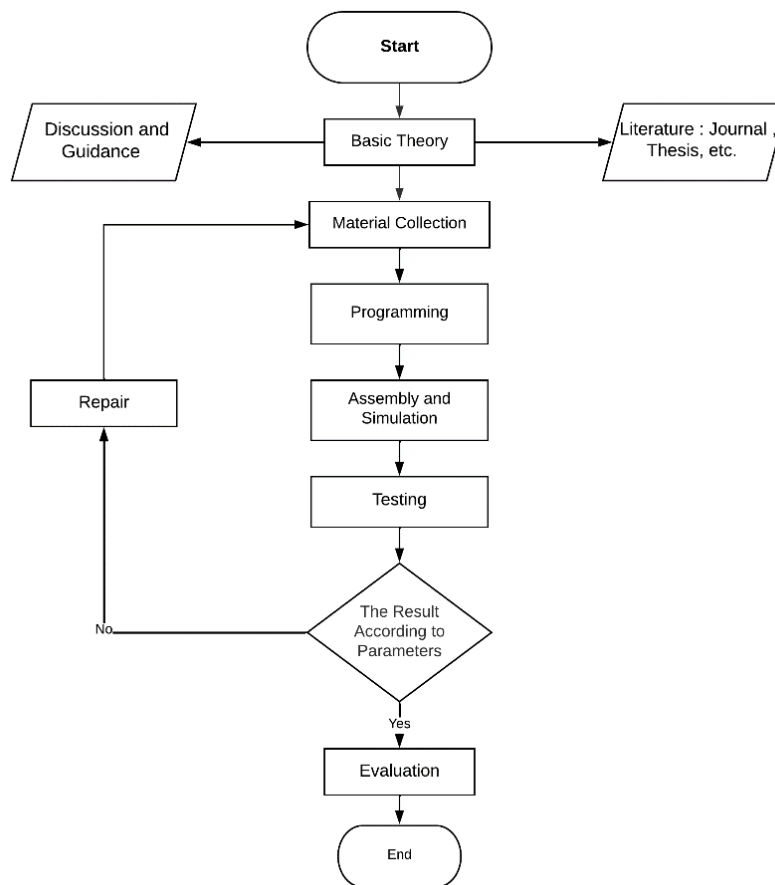 Start
Discussion and
Guidance
Basic Theory
Literature : Journal ,
Thesis, etc.
Material Collection
Programming
Repair
Assembly and
Simulation
Testing
The Result
According to
Parameters
No
Yes
Evaluation
End